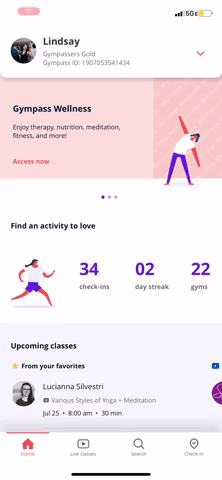 5G
Lindsay
Gympassers Gold
Gympass ID: 1907053541434
Gympass Wellness
Enjoy therapy, nutrition, meditation,
fitness, and more!
Access now
Find an activity to love
34 02 22
check-ins day streak gyms
Upcoming classes
From your favorites
Lucianna Silvestri
Various Styles of Yoga • Meditation
Jul 25 • 8:00 am • 30 min
Home Live classes Search Check-in